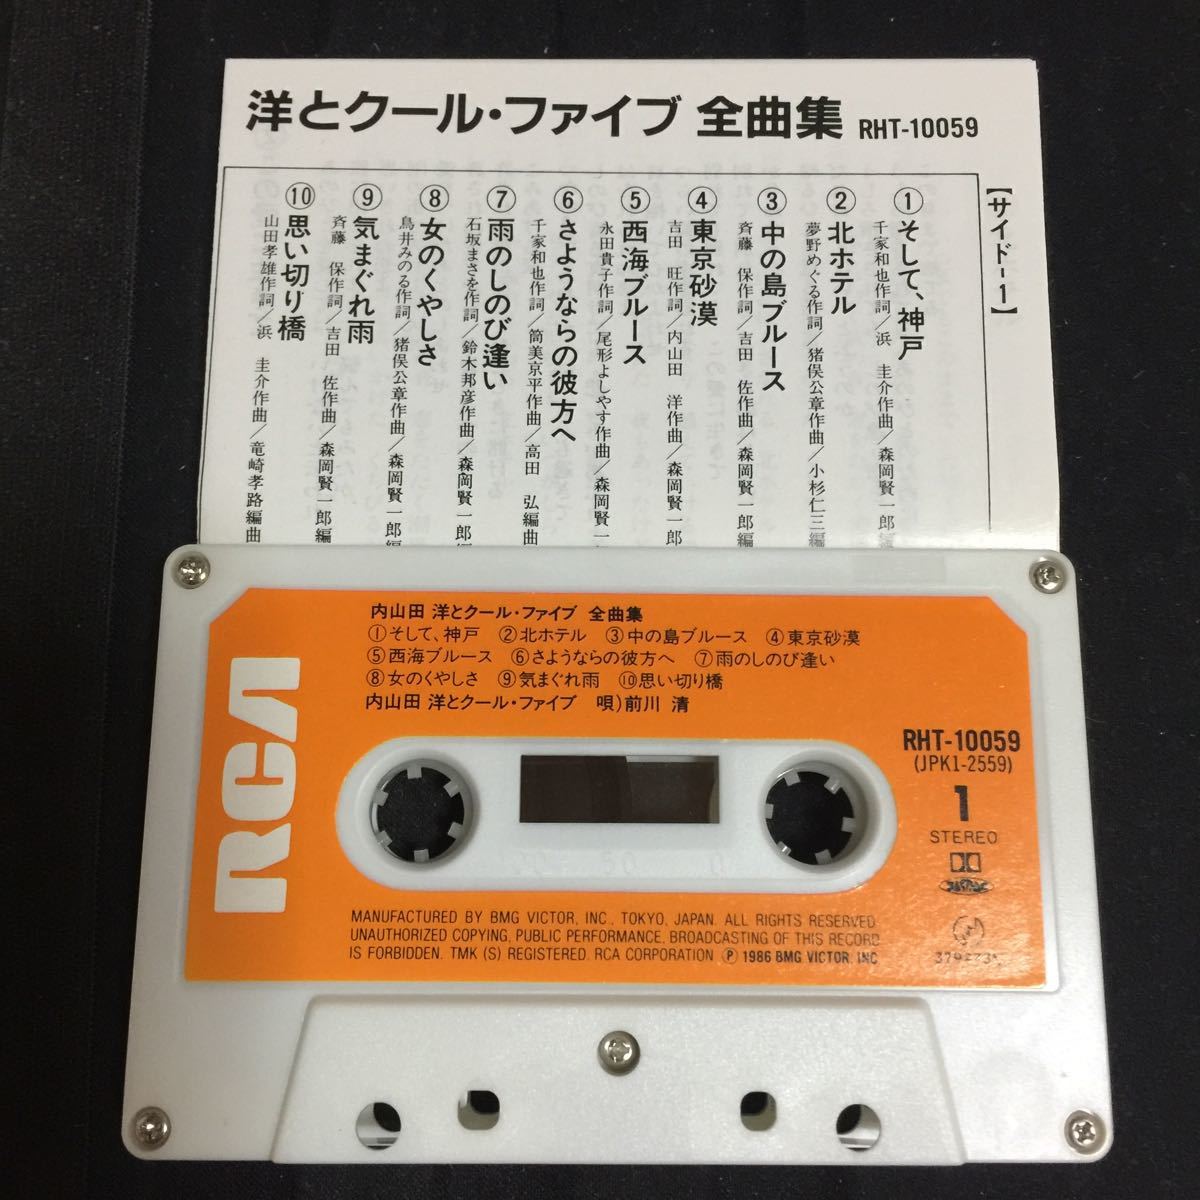 洋とクール・ファイブ 全曲集 RHT-10059
【サイド-1】
①そして、神戸
千家和也作詞／浜 圭介作曲／森岡賢一郎
②北ホテル
夢野めぐる作詞／猪俣公章作曲／小杉仁三編
③中の島ブルース
斉藤 保作詞／吉田 佐作曲／森岡賢一郎編
④東京砂漠
吉田 旺作詞／内山田 洋作曲／森岡賢一郎
⑤西海ブルース
永田貴子作詞／尾形よしやす作曲／森岡賢一
⑥さようならの彼方へ
千家和也作詞／筒美京平作曲／高田 弘編曲
⑦雨のしのび逢い
石坂まさを作詞／鈴木邦彦作曲／森岡賢一郎編
⑧女のくやしさ
鳥井みのる作詞／猪俣公章作曲／森岡賢一郎編
⑨気まぐれ雨
斉藤 保作詞／吉田 佐作曲／森岡賢一郎編
⑩思い切り橋
山田孝雄作詞／浜 圭介作曲／竜崎孝路編曲
内山田 洋とクール・ファイブ 全曲集
①そして、神戸 ②北ホテル ③中の島ブルース ④東京砂漠
⑤西海ブルース ⑥さようならの彼方へ ⑦雨のしのび逢い
⑧女のくやしさ ⑨気まぐれ雨 ⑩思い切り橋
内山田 洋とクール・ファイブ 唄)前川 清
RCA
RHT-10059
(JPK1-2559)
1
STEREO
MANUFACTURED BY BMG VICTOR, INC., TOKYO, JAPAN. ALL RIGHTS RESERVED.
UNAUTHORIZED COPYING, PUBLIC PERFORMANCE, BROADCASTING OF THIS RECORD
IS FORBIDDEN. TMK (S) REGISTERED. RCA CORPORATION. Ⓟ 1986 BMG VICTOR, INC